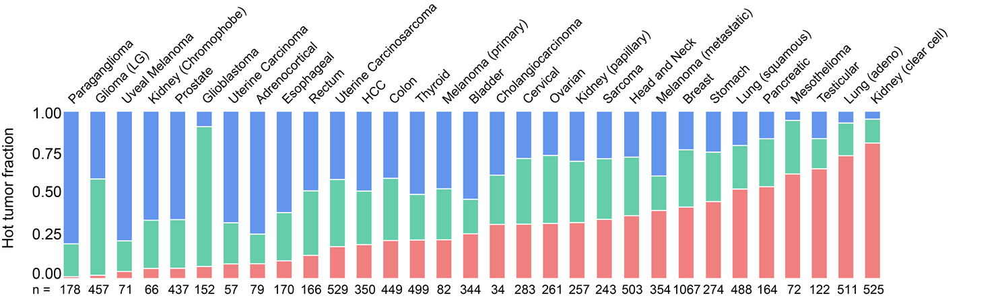 Paraganglioma
Glioma (LG)
Uveal Melanoma
Kidney (Chromophobe)
Prostate
Glioblastoma
Uterine Carcinoma
Adrenocortical
Esophageal
Rectum
Uterine Carcinosarcoma
HCC
Colon
Thyroid
Melanoma (primary)
Bladder
Cholangiocarcinoma
Cervical
Ovarian
Kidney (papillary)
Sarcoma
Head and Neck
Melanoma (metastatic)
Breast
Stomach
Lung (squamous)
Pancreatic
Mesothelioma
Testicular
Lung (adeno)
Kidney (clear cell)
Hot tumor fraction
1.00
0.75
0.50
0.25
0.00
n = 178 457 71 66 437 152 57 79 170 166 529 350 449 499 82 344 34 283 261 257 243 503 354 1067 274 488 164 72 122 511 525